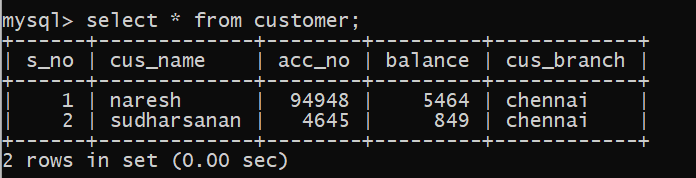 mysql> select * from customer;
+------+-------------+--------+---------+------------+
| s_no | cus_name    | acc_no | balance | cus_branch |
+------+-------------+--------+---------+------------+
|    1 | naresh      |  94948 |    5464 | chennai    |
|    2 | sudharsanan |   4645 |     849 | chennai    |
+------+-------------+--------+---------+------------+
2 rows in set (0.00 sec)